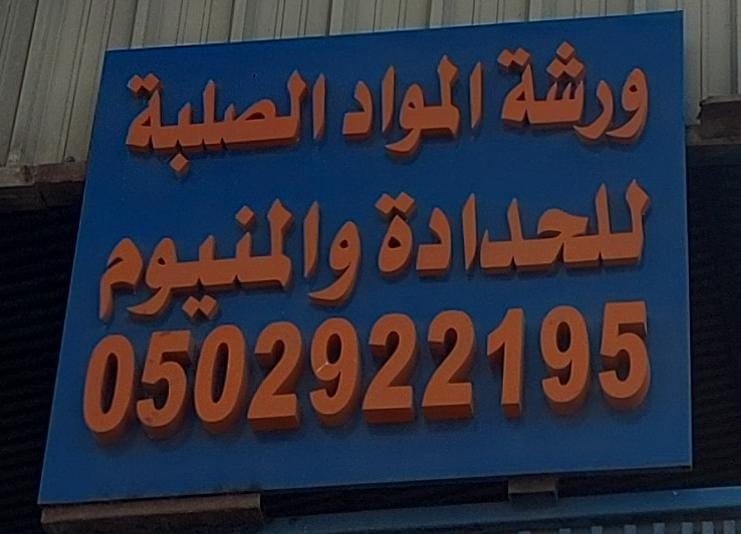 ورشة المواد الصلبة
للحدادة والمنيوم
0502922195